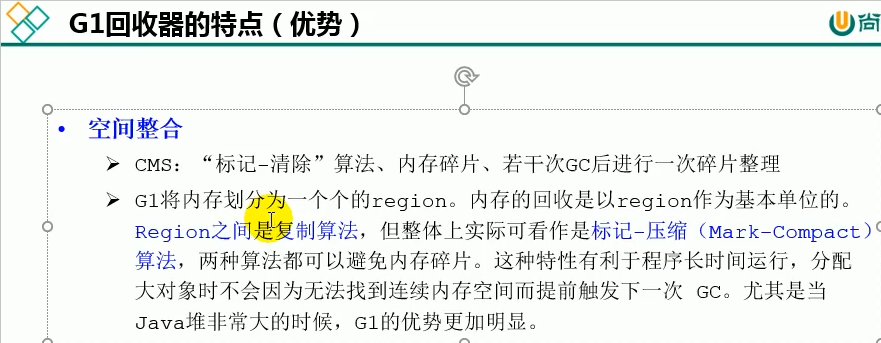 G1回收器的特点（优势）
尚
• 空间整合
➢ CMS：“标记-清除”算法、内存碎片、若干次GC后进行一次碎片整理
➢ G1将内存划分为一个个的region。内存的回收是以region作为基本单位的。
Region之间是复制算法，但整体上实际可看作是标记-压缩（Mark-Compact）
算法，两种算法都可以避免内存碎片。这种特性有利于程序长时间运行，分配
大对象时不会因为无法找到连续内存空间而提前触发下一次 GC。尤其是当
Java堆非常大的时候，G1的优势更加明显。